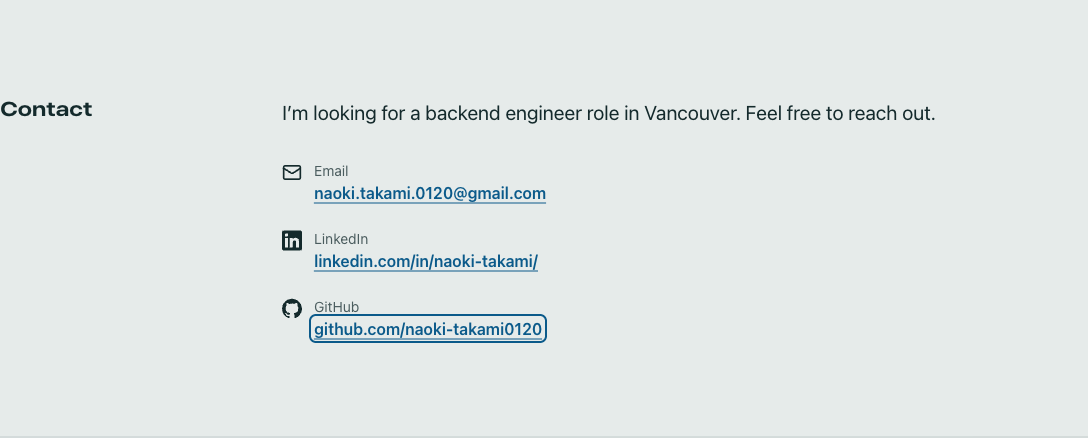 Contact
I’m looking for a backend engineer role in Vancouver. Feel free to reach out.
Email
naoki.takami.0120@gmail.com
LinkedIn
linkedin.com/in/naoki-takami/
GitHub
github.com/naoki-takami0120